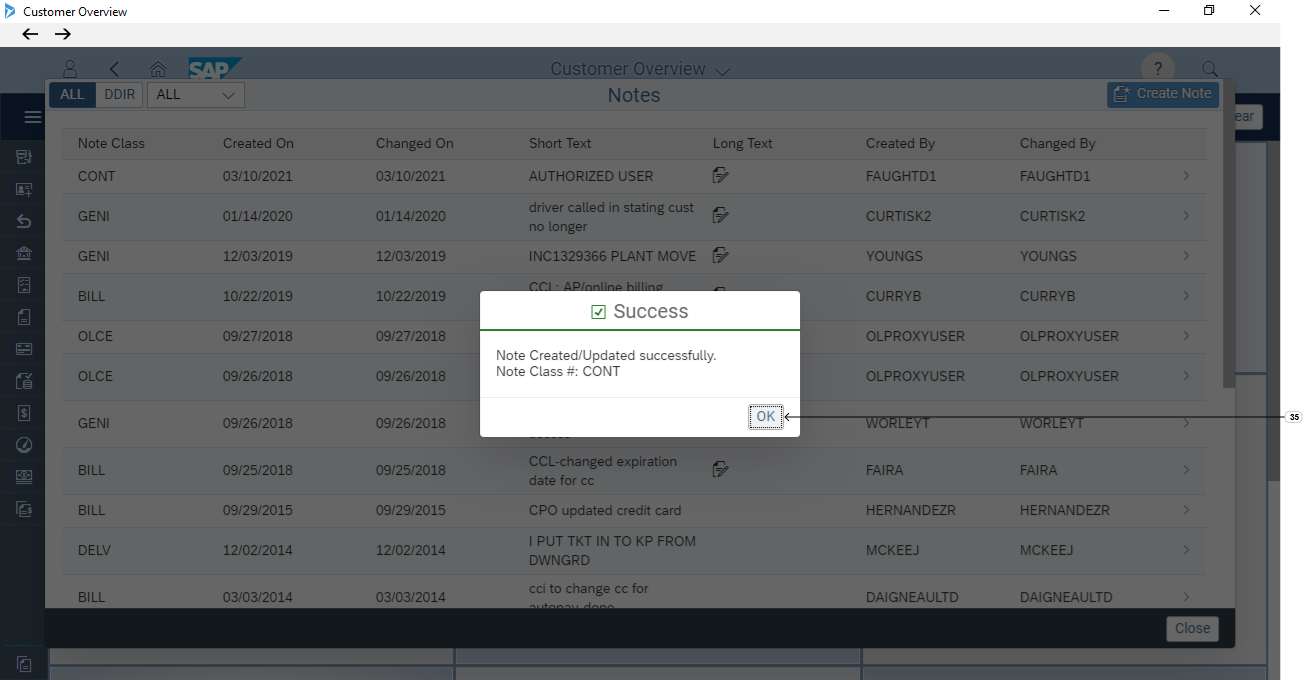 Customer Overview
SAP
Customer Overview
?
ALL DDIR ALL
Notes
Create Note
ear
Note Class Created On Changed On Short Text Long Text Created By Changed By
CONT 03/10/2021 03/10/2021 AUTHORIZED USER FAUGHTD1 FAUGHTD1
GENI 01/14/2020 01/14/2020 driver called in stating cust CURTISK2 CURTISK2
no longer
GENI 12/03/2019 12/03/2019 INC1329366 PLANT MOVE YOUNGS YOUNGS
BILL 10/22/2019 10/22/2019 CCL: AP/online billing CURRYB CURRYB
OLCE 09/27/2018 09/27/2018 OLPROXYUSER OLPROXYUSER
OLCE 09/26/2018 09/26/2018 OLPROXYUSER OLPROXYUSER
GENI 09/26/2018 09/26/2018 WORLEYT WORLEYT
BILL 09/25/2018 09/25/2018 CCL-changed expiration FAIRA FAIRA
date for cc
BILL 09/29/2015 09/29/2015 CPO updated credit card HERNANDEZR HERNANDEZR
DELV 12/02/2014 12/02/2014 I PUT TKT IN TO KP FROM MCKEEJ MCKEEJ
DWNGRD
BILL 03/03/2014 03/03/2014 cci to change cc for DAIGNEAULTD DAIGNEAULTD
autopay-done
Success
Note Created/Updated successfully.
Note Class #: CONT
OK
35
Close